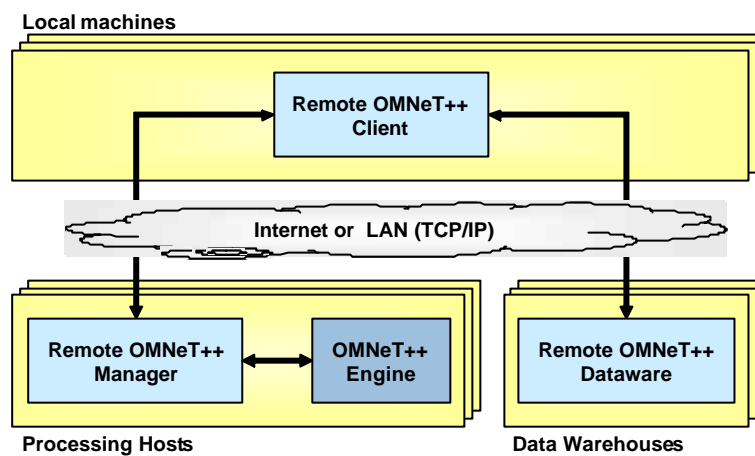 Local machines
Remote OMNeT++
Client
Internet or LAN (TCP/IP)
Remote OMNeT++
Manager
OMNeT++
Engine
Remote OMNeT++
Dataware
Processing Hosts
Data Warehouses